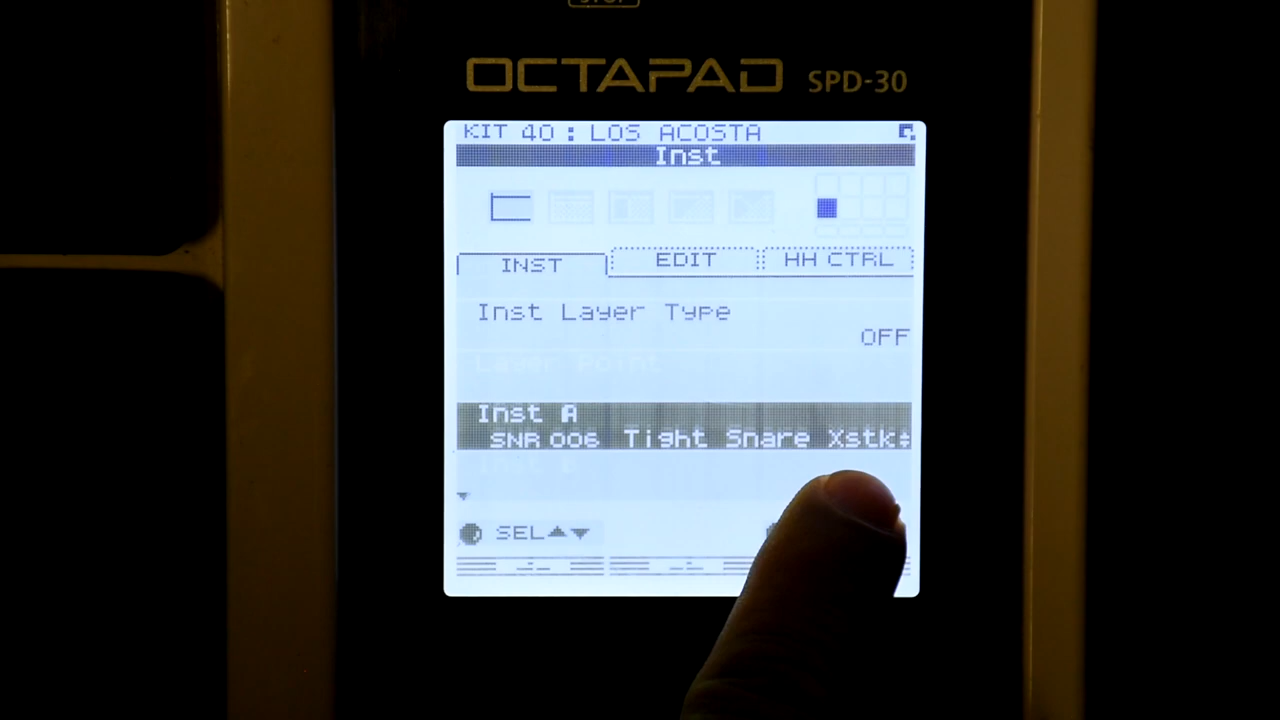 STOP
OCTAPAD SPD-30
KIT 40 : LOS ACOSTA
Inst
INST EDIT HH CTRL
Inst Layer Type
OFF
Layer Point
Inst A
SNR 006 Tight Snare Xstk
SEL